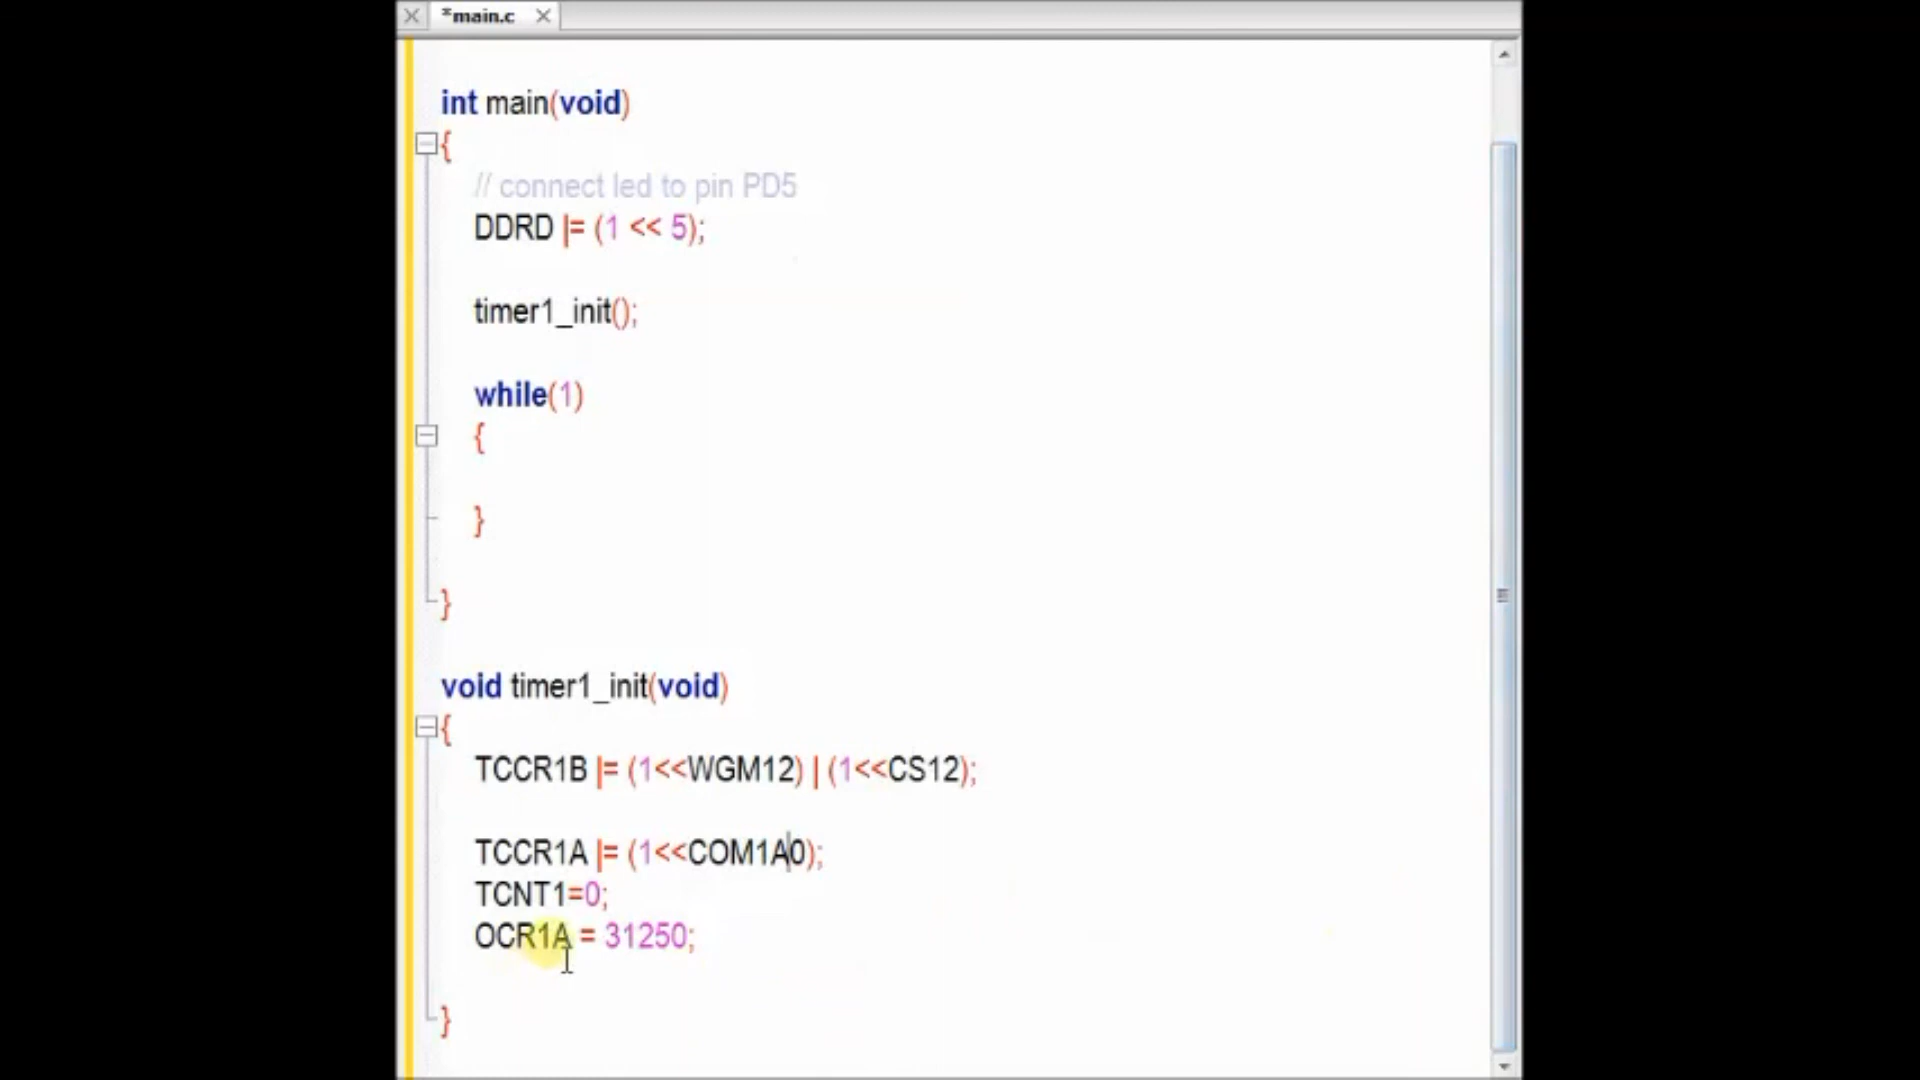 *main.c
int main(void)
{
// connect led to pin PD5
DDRD |= (1 << 5);
timer1_init();
while(1)
{
}
}
void timer1_init(void)
{
TCCR1B |= (1<<WGM12) | (1<<CS12);
TCCR1A |= (1<<COM1A0);
TCNT1=0;
OCR1A = 31250;
}